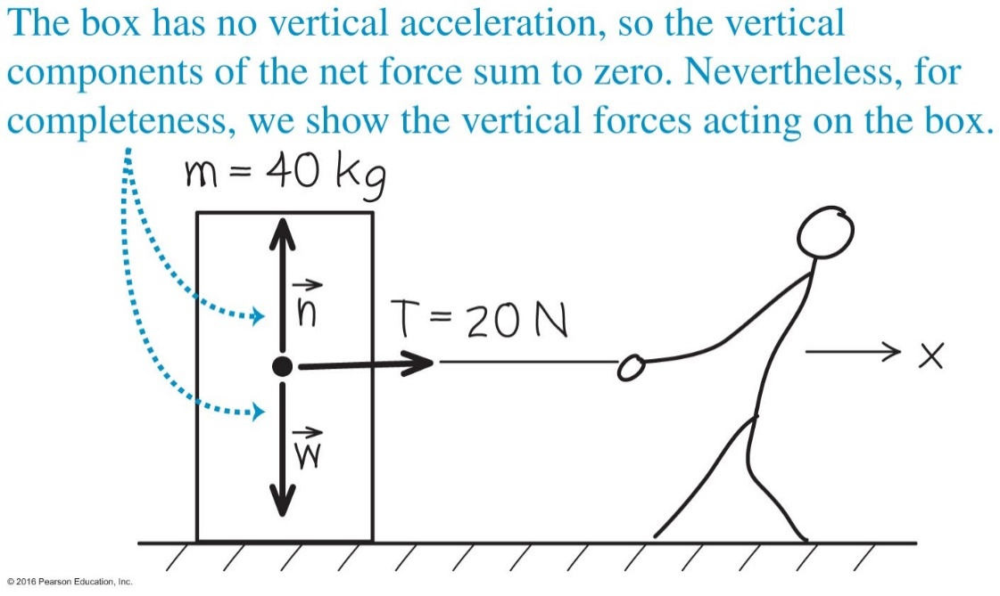 The box has no vertical acceleration, so the vertical
components of the net force sum to zero. Nevertheless, for
completeness, we show the vertical forces acting on the box.
m = 40 kg
n
T = 20 N
x
w
© 2016 Pearson Education, Inc.